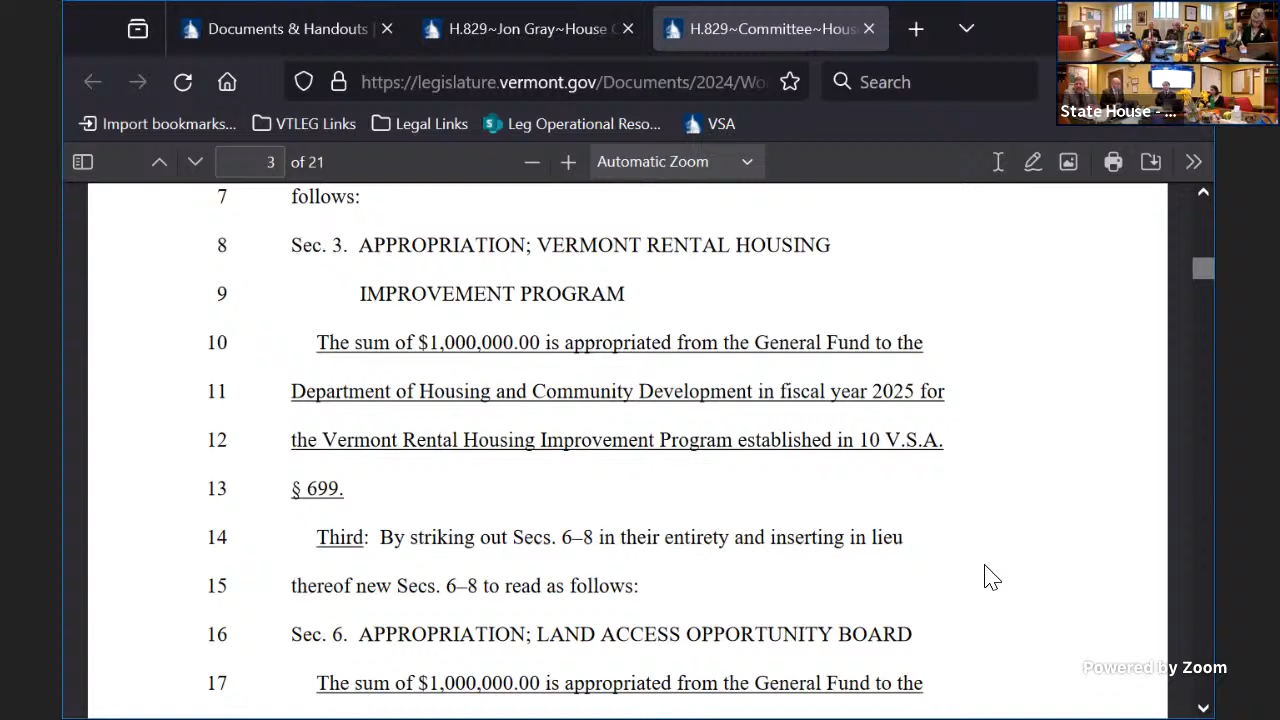 Documents & Handouts |
H.829~Jon Gray~House C
H.829~Committee~Hous
https://legislature.vermont.gov/Documents/2024/Wo
Search
Import bookmarks...
VTLEG Links
Legal Links
Leg Operational Reso...
VSA
State House - ...
3 of 21
Automatic Zoom
7 follows:
8 Sec. 3. APPROPRIATION; VERMONT RENTAL HOUSING
9 IMPROVEMENT PROGRAM
10 The sum of $1,000,000.00 is appropriated from the General Fund to the
11 Department of Housing and Community Development in fiscal year 2025 for
12 the Vermont Rental Housing Improvement Program established in 10 V.S.A.
13 § 699.
14 Third: By striking out Secs. 6–8 in their entirety and inserting in lieu
15 thereof new Secs. 6–8 to read as follows:
16 Sec. 6. APPROPRIATION; LAND ACCESS OPPORTUNITY BOARD
17 The sum of $1,000,000.00 is appropriated from the General Fund to the
Powered by Zoom